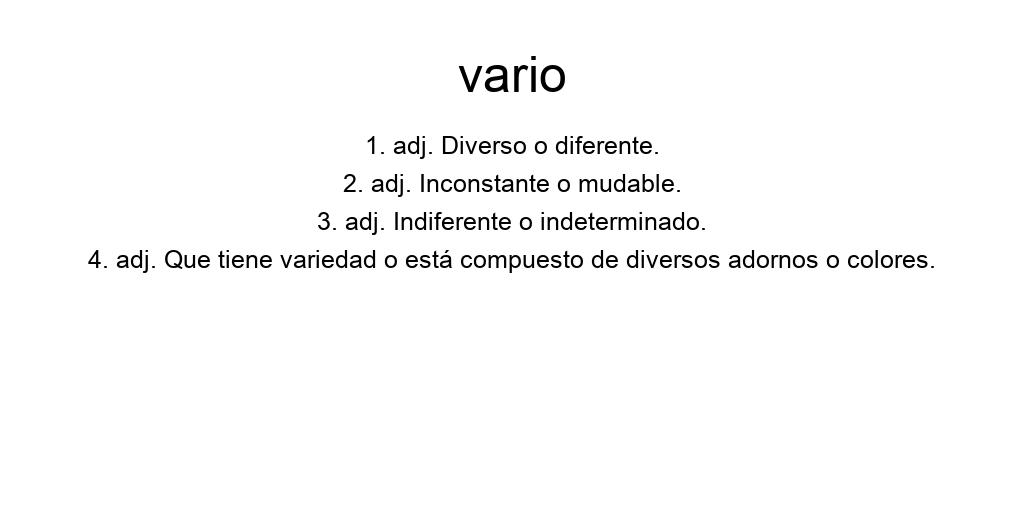 vario
1. adj. Diverso o diferente.
2. adj. Inconstante o mudable.
3. adj. Indiferente o indeterminado.
4. adj. Que tiene variedad o está compuesto de diversos adornos o colores.